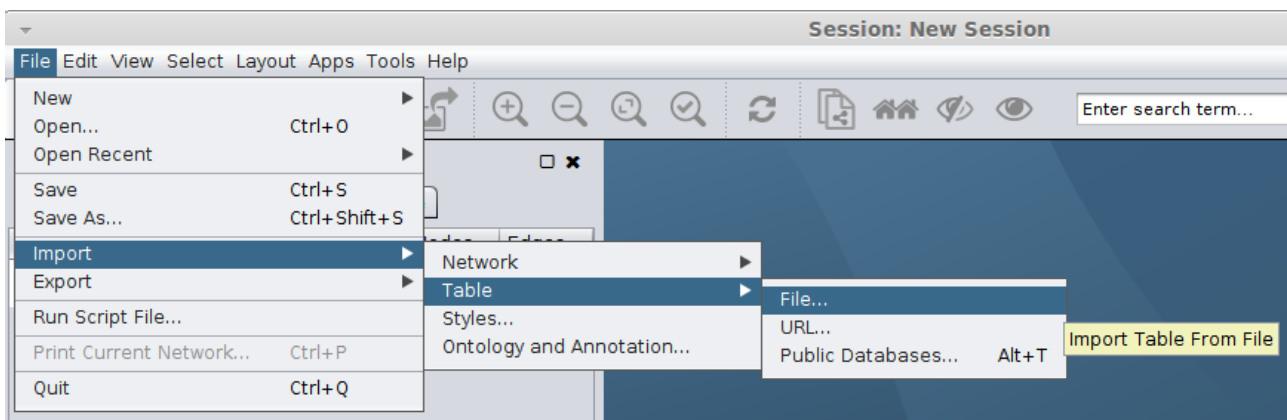 Session: New Session
File Edit View Select Layout Apps Tools Help
New
Open... Ctrl+O
Open Recent
Enter search term...
Save Ctrl+S
Save As... Ctrl+Shift+S
Edges
Import
Network
Export
Table
File...
Run Script File...
Styles...
URL...
Import Table From File
Print Current Network... Ctrl+P
Ontology and Annotation...
Public Databases... Alt+T
Quit Ctrl+Q